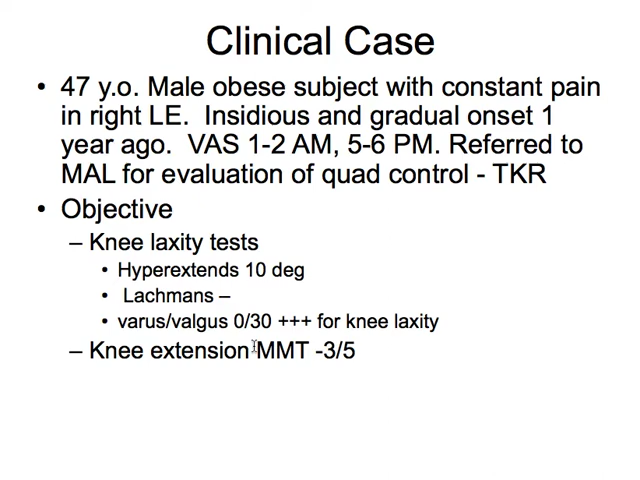 Clinical Case
• 47 y.o. Male obese subject with constant pain
in right LE.  Insidious and gradual onset 1
year ago.  VAS 1-2 AM, 5-6 PM. Referred to
MAL for evaluation of quad control - TKR
• Objective
– Knee laxity tests
• Hyperextends 10 deg
• Lachmans –
• varus/valgus 0/30 +++ for knee laxity
– Knee extension MMT -3/5